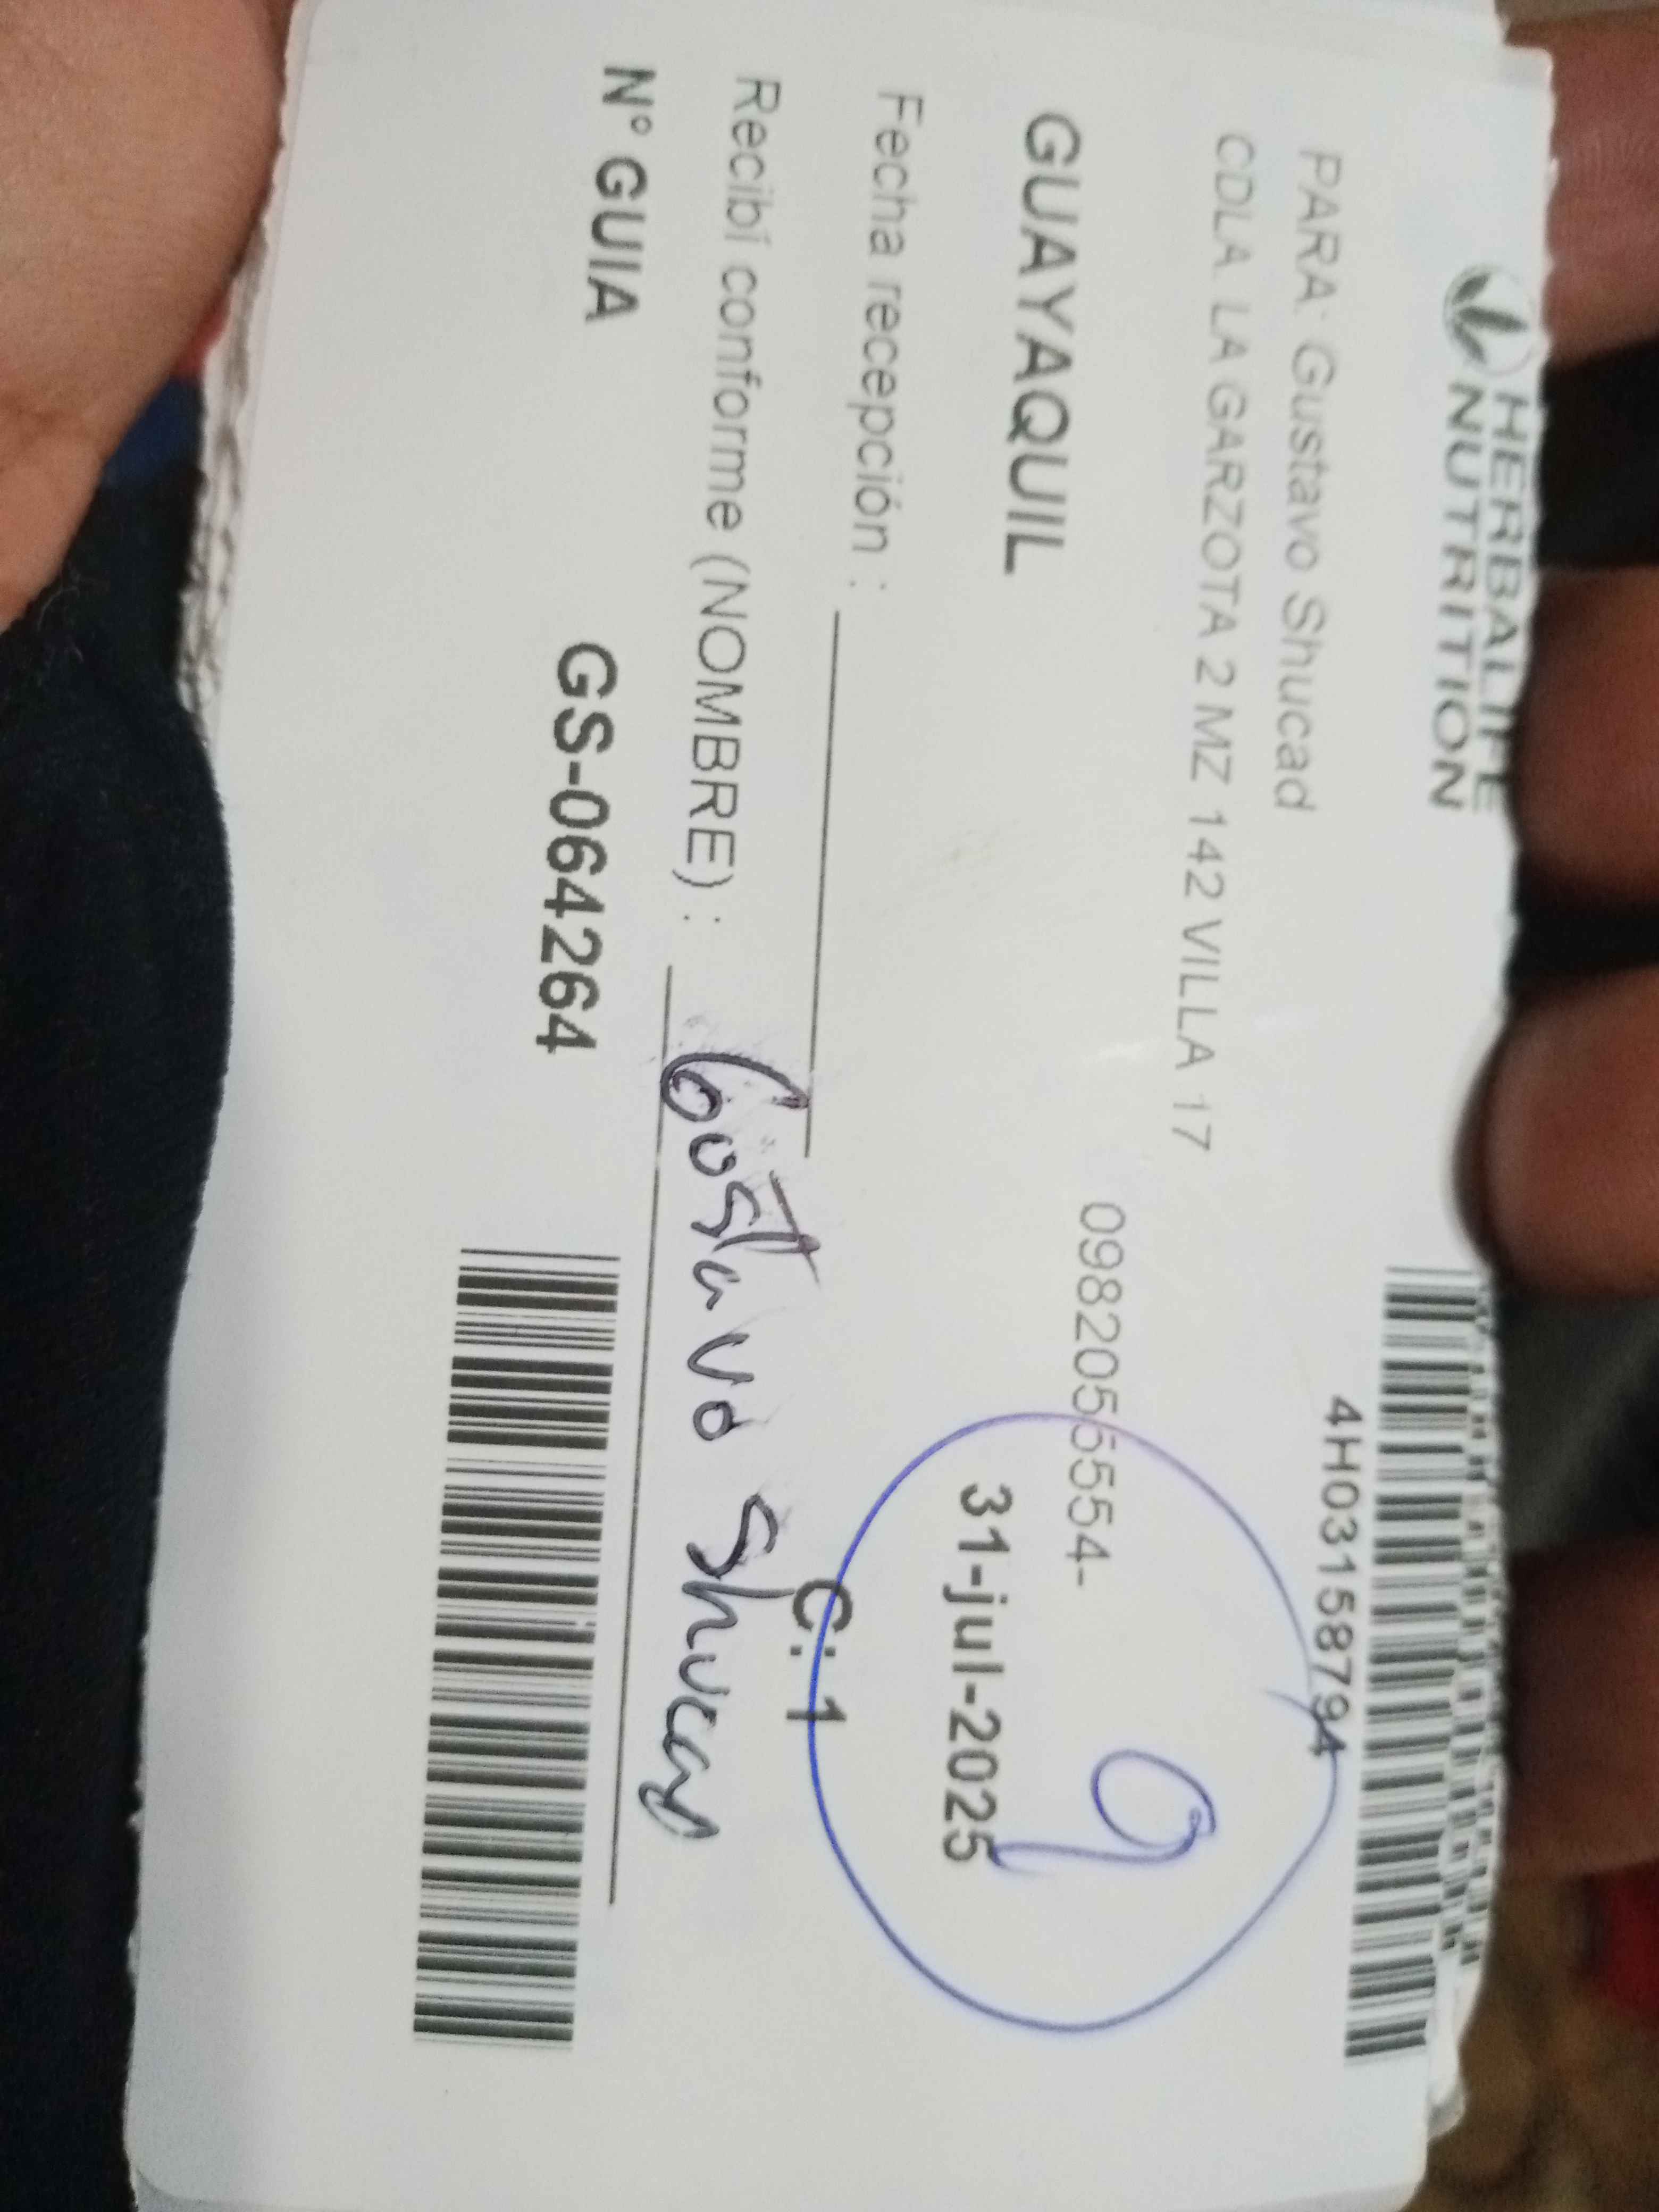 HERBALIFE
NUTRITION
4H03158794
PARA: Gustavo Shucad
CDLA. LA GARZOTA 2 MZ 142 VILLA 17
0982055554-
9
GUAYAQUIL
31-jul-2025
Fecha recepción :
C: 1
Recibí conforme (NOMBRE) : Gustavo Shucad
N° GUIA GS-064264